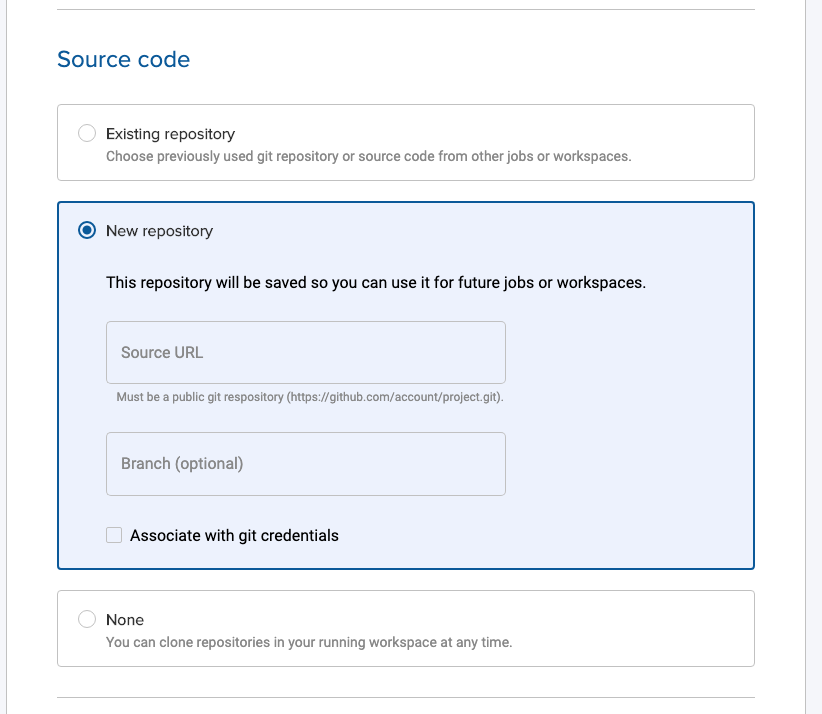 Source code
Existing repository
Choose previously used git repository or source code from other jobs or workspaces.
New repository
This repository will be saved so you can use it for future jobs or workspaces.
Source URL
Must be a public git respository (https://github.com/account/project.git).
Branch (optional)
Associate with git credentials
None
You can clone repositories in your running workspace at any time.